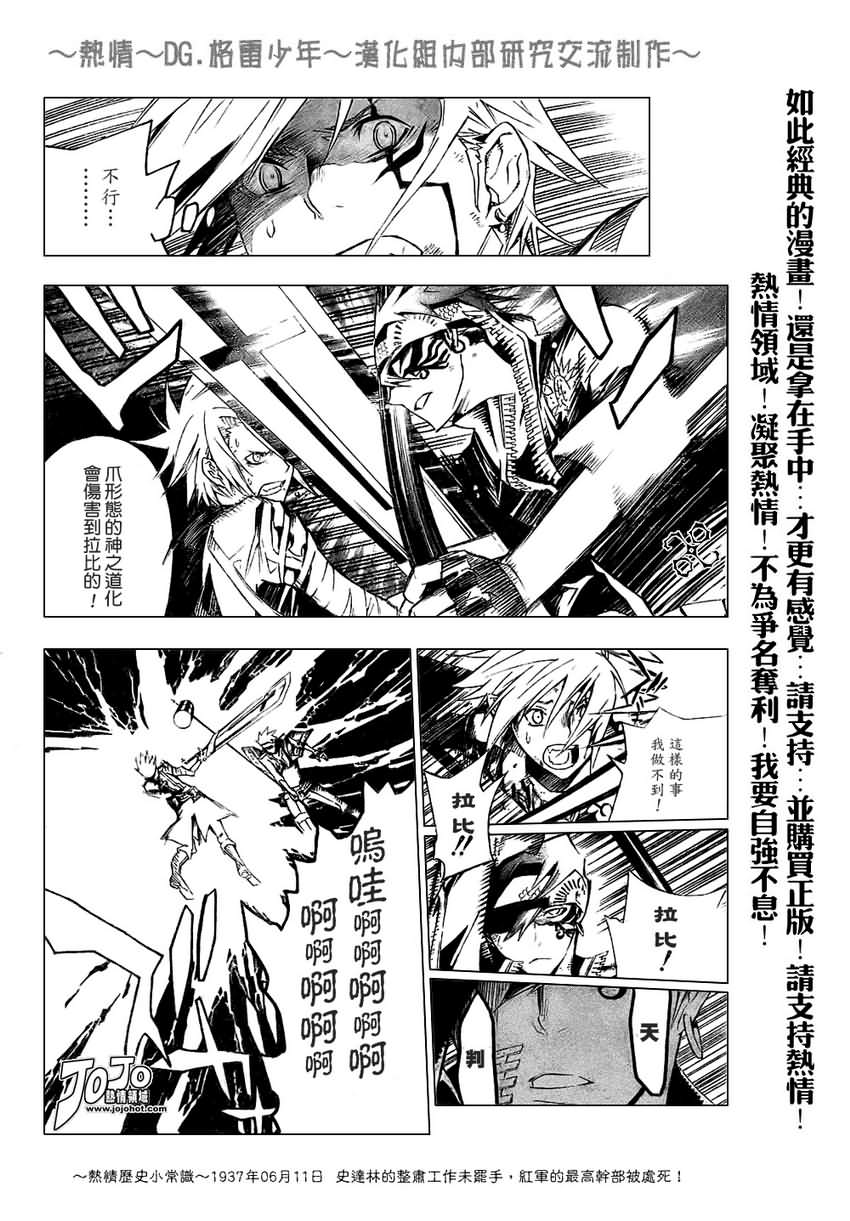 ～熱情～DG.格雷少年～漢化組内部研究交流制作～
如此經典的漫畫！還是拿在手中…才更有感覺…請支持…並購買正版！請支持熱情！
熱情領域！凝聚熱情！不為爭名奪利！我要自強不息！
不行…
………
爪形態的神之道化
會傷害到拉比的！
這樣的事
我做不到！
拉比!!
拉比！
天
判
嗚哇啊啊啊啊啊
啊啊啊啊啊
JOJO
熱情領域
www.jojohot.com
～熱情歷史小常識～1937年06月11日 史達林的整肅工作未罷手，紅軍的最高幹部被處死！